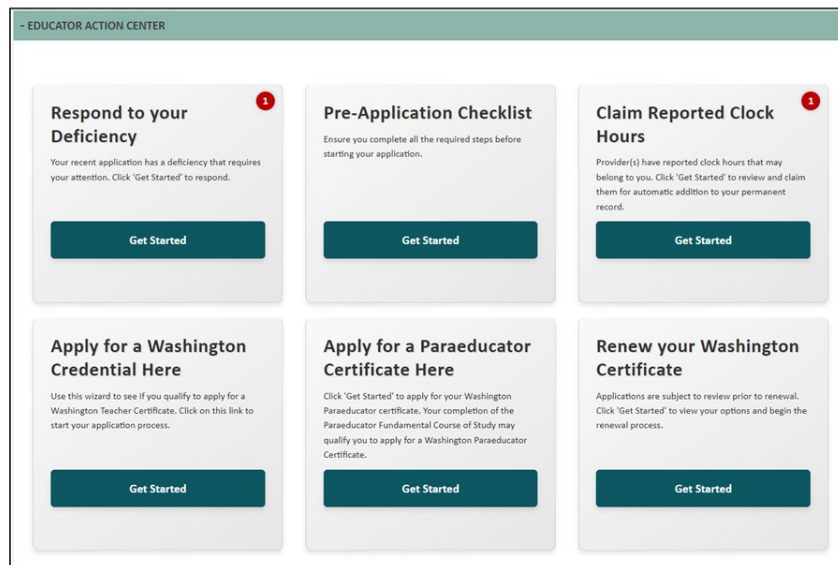 - EDUCATOR ACTION CENTER
Respond to your
Deficiency
1
Your recent application has a deficiency that requires
your attention. Click 'Get Started' to respond.
Get Started
Pre-Application Checklist
Ensure you complete all the required steps before
starting your application.
Get Started
Claim Reported Clock
Hours
1
Provider(s) have reported clock hours that may
belong to you. Click 'Get Started' to review and claim
them for automatic addition to your permanent
record.
Get Started
Apply for a Washington
Credential Here
Use this wizard to see if you qualify to apply for a
Washington Teacher Certificate. Click on this link to
start your application process.
Get Started
Apply for a Paraeducator
Certificate Here
Click 'Get Started' to apply for your Washington
Paraeducator certificate. Your completion of the
Paraeducator Fundamental Course of Study may
qualify you to apply for a Washington Paraeducator
Certificate.
Get Started
Renew your Washington
Certificate
Applications are subject to review prior to renewal.
Click 'Get Started' to view your options and begin the
renewal process.
Get Started